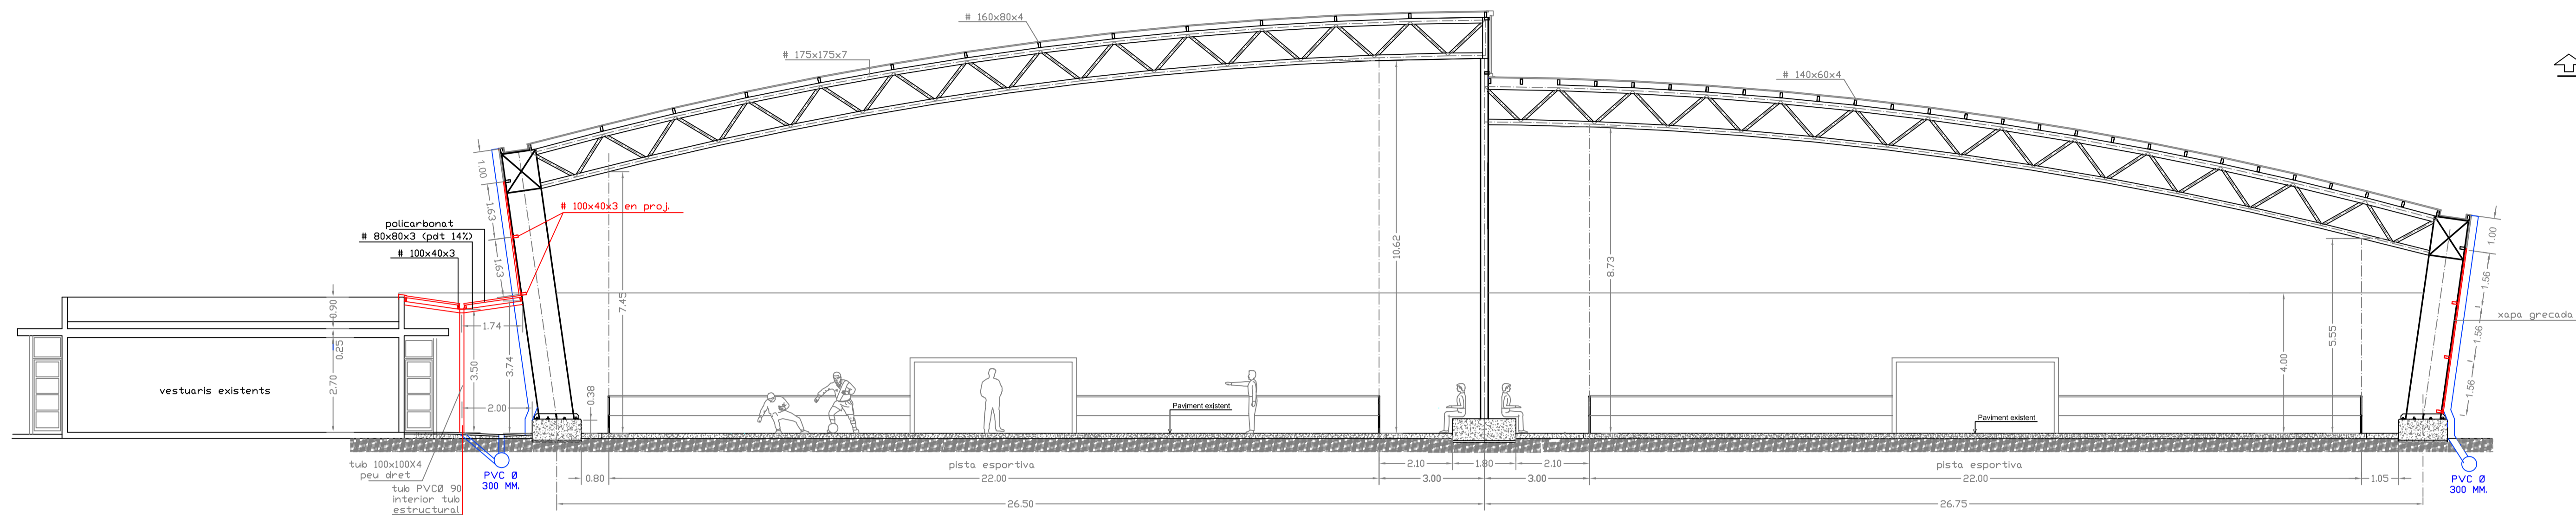 # 160x80x4
# 175x175x7
# 140x60x4
1.00
1.63
1.63
# 100x40x3 en proj.
policarbonat
# 80x80x3 (pdt 14%)
# 100x40x3
7.45
10.62
8.73
5.55
4.00
1.00
1.56
1.56
1.56
xapa grecada
0.90
0.25
2.70
1.74
3.50
3.74
2.00
0.38
vestuaris existents
Paviment existent
Paviment existent
tub 100x100X4
peu dret
tub PVCØ 90
interior tub
estructural
PVC Ø
300 MM.
pista esportiva
pista esportiva
PVC Ø
300 MM.
2.10
1.80
2.10
0.80
22.00
3.00
3.00
22.00
1.05
26.50
26.75